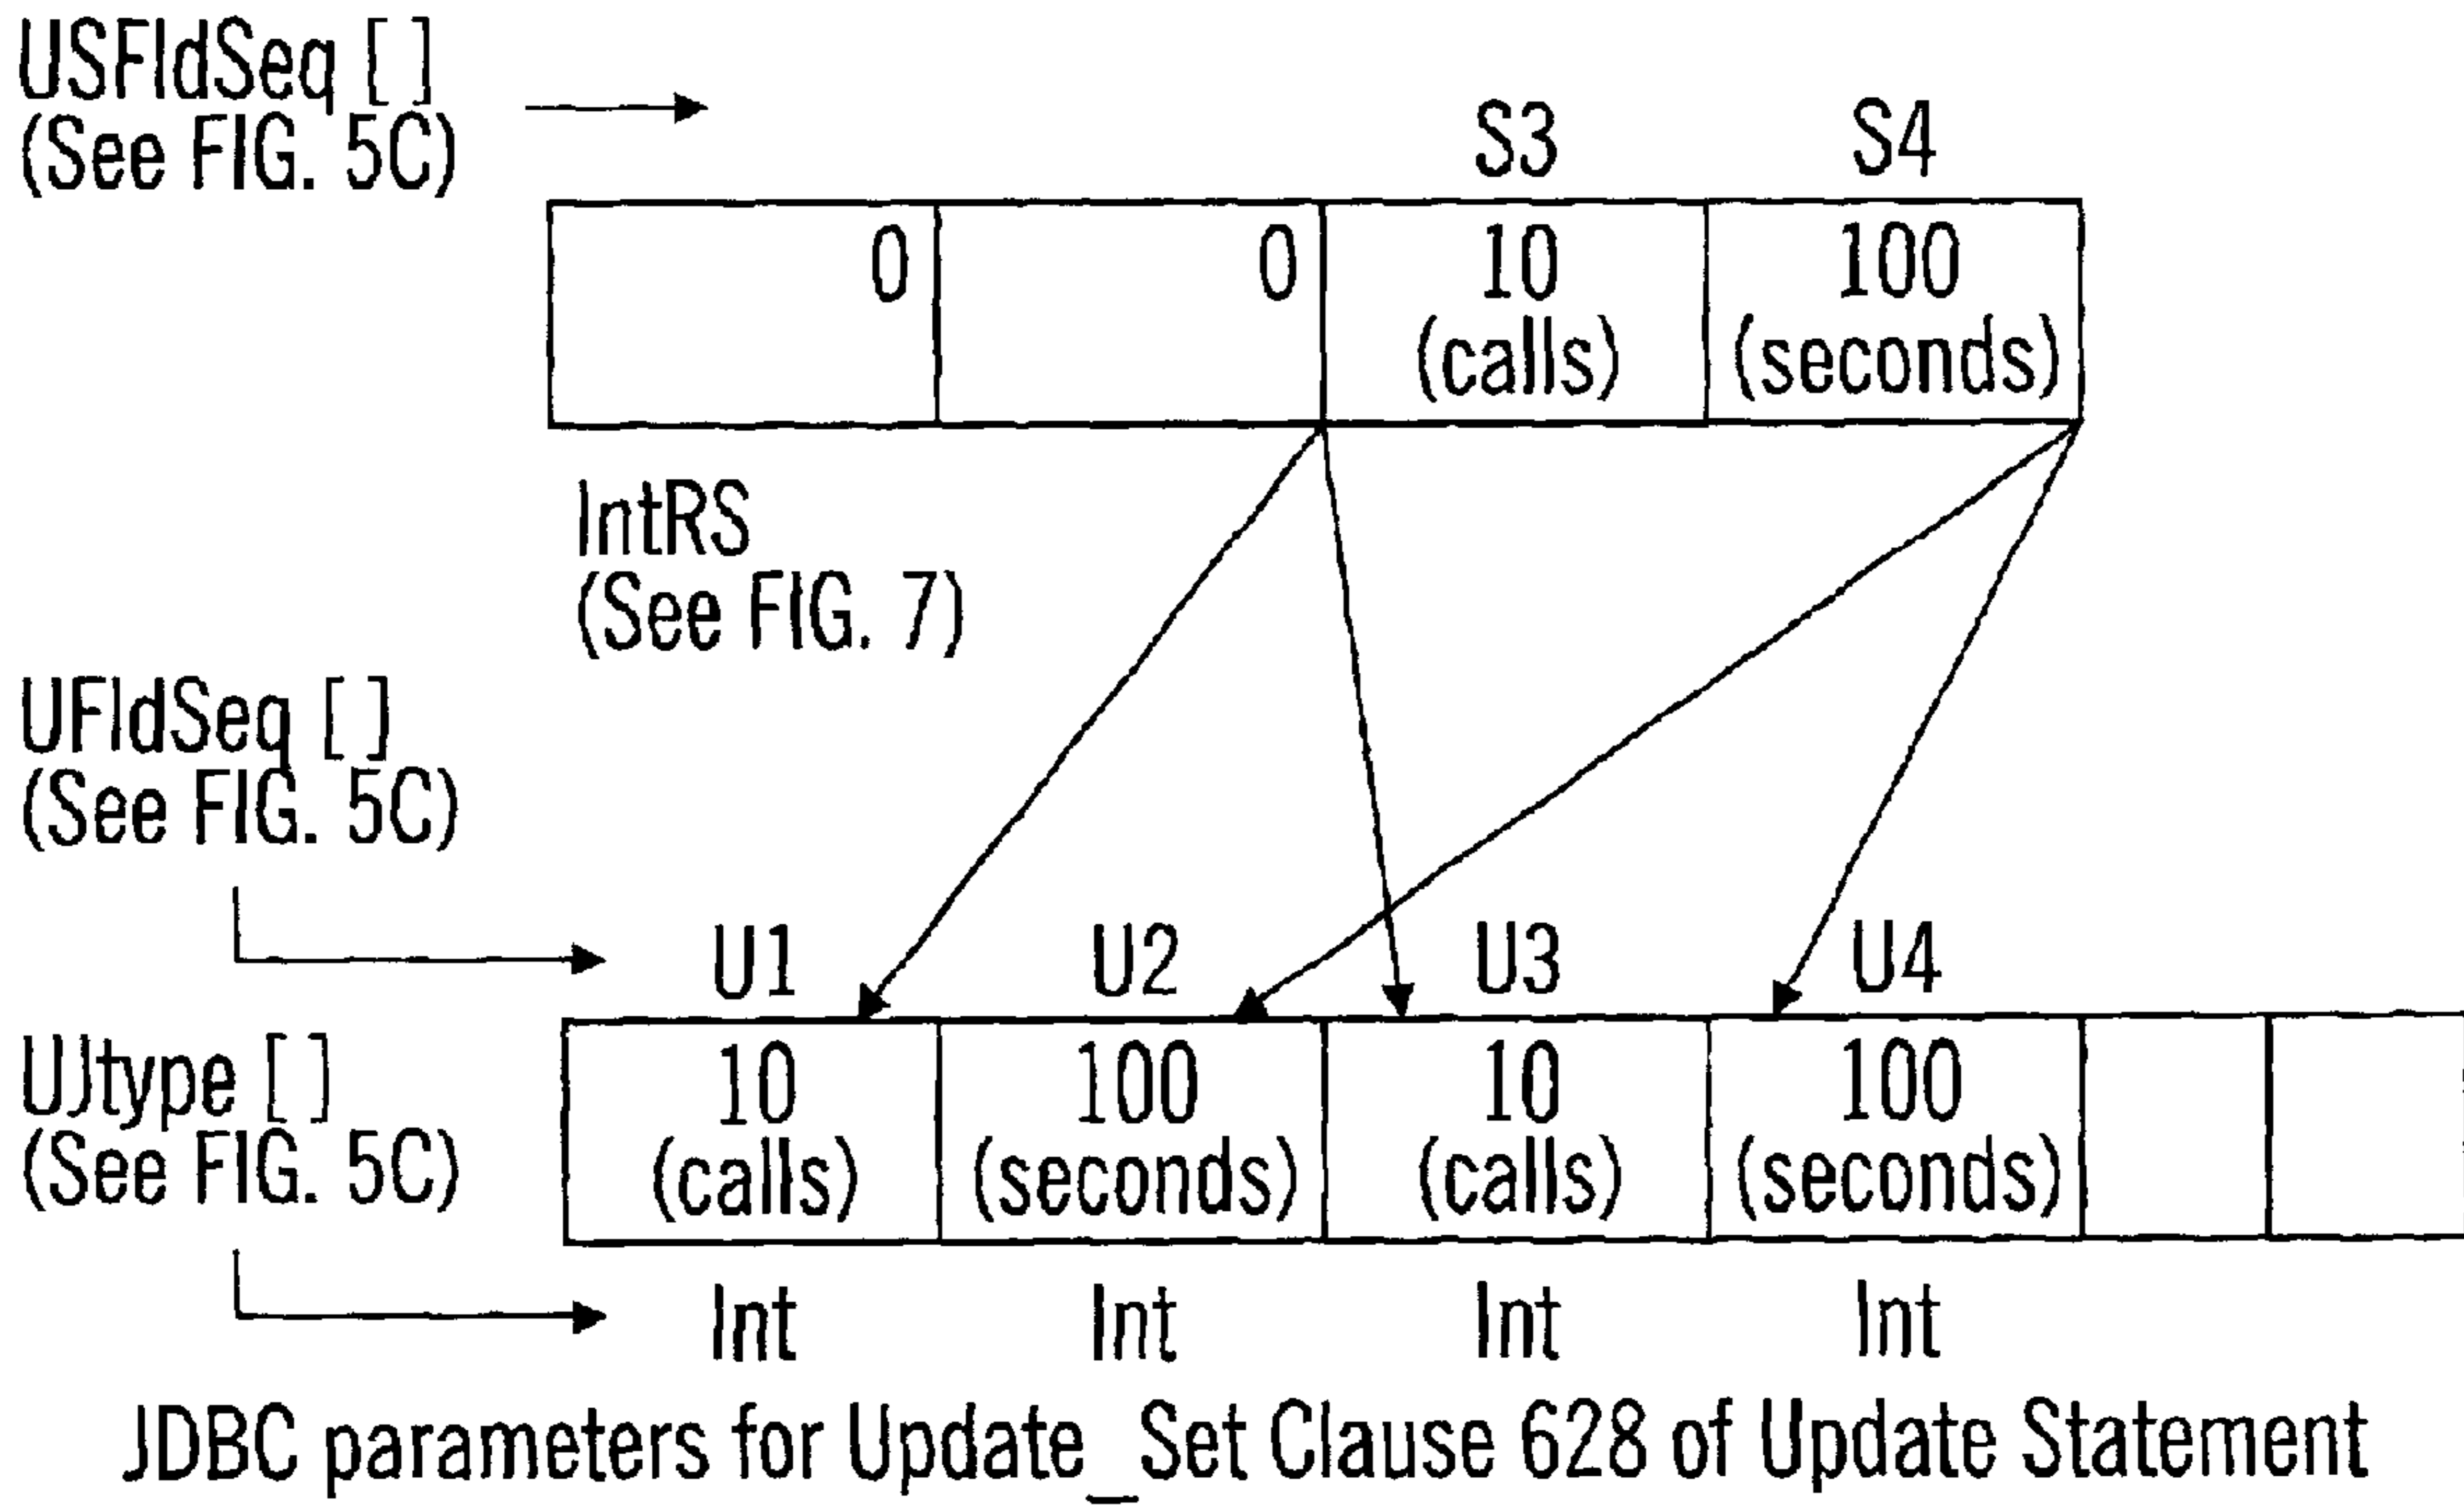 USFldSeq [ ]
(See FIG. 5C)
S3 S4
0 0 10 100
(calls) (seconds)
IntRS
(See FIG. 7)
UFldSeq [ ]
(See FIG. 5C)
U1 U2 U3 U4
UJtype [ ]
(See FIG. 5C)
10 100 10 100
(calls) (seconds) (calls) (seconds)
Int Int Int Int
JDBC parameters for Update_Set Clause 628 of Update Statement